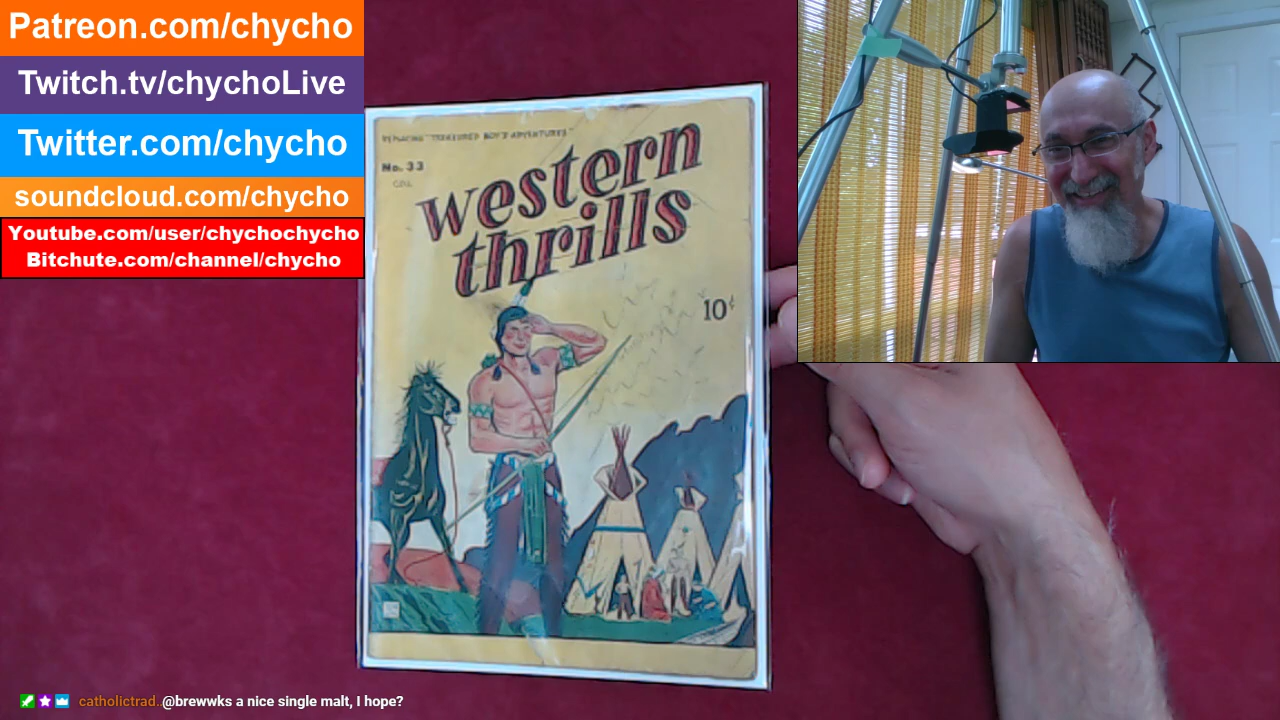 Patreon.com/chycho
Twitch.tv/chychoLive
Twitter.com/chycho
soundcloud.com/chycho
Youtube.com/user/chychochycho
Bitchute.com/channel/chycho
REPLACING "TREASURED BOY'S ADVENTURES"
No. 33
western
thrills
10¢
catholictrad..@brewwks a nice single malt, I hope?